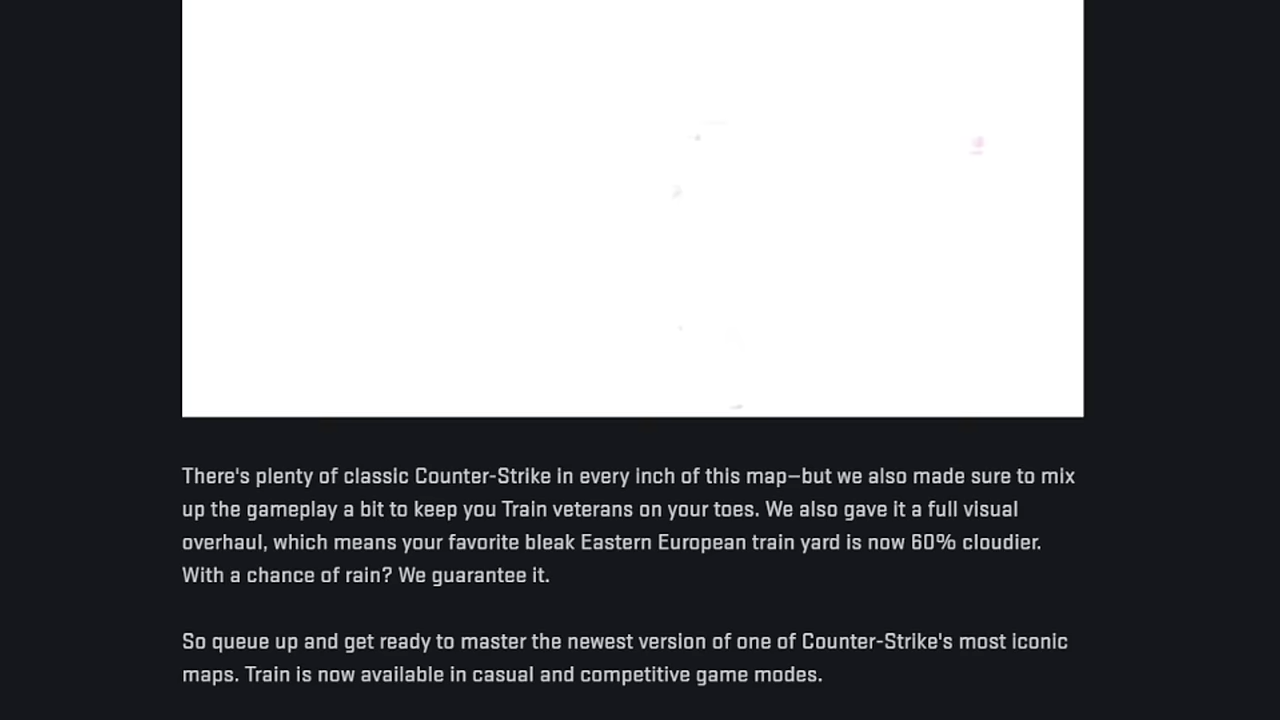 There's plenty of classic Counter-Strike in every inch of this map—but we also made sure to mix
up the gameplay a bit to keep you Train veterans on your toes. We also gave it a full visual
overhaul, which means your favorite bleak Eastern European train yard is now 60% cloudier.
With a chance of rain? We guarantee it.
So queue up and get ready to master the newest version of one of Counter-Strike's most iconic
maps. Train is now available in casual and competitive game modes.